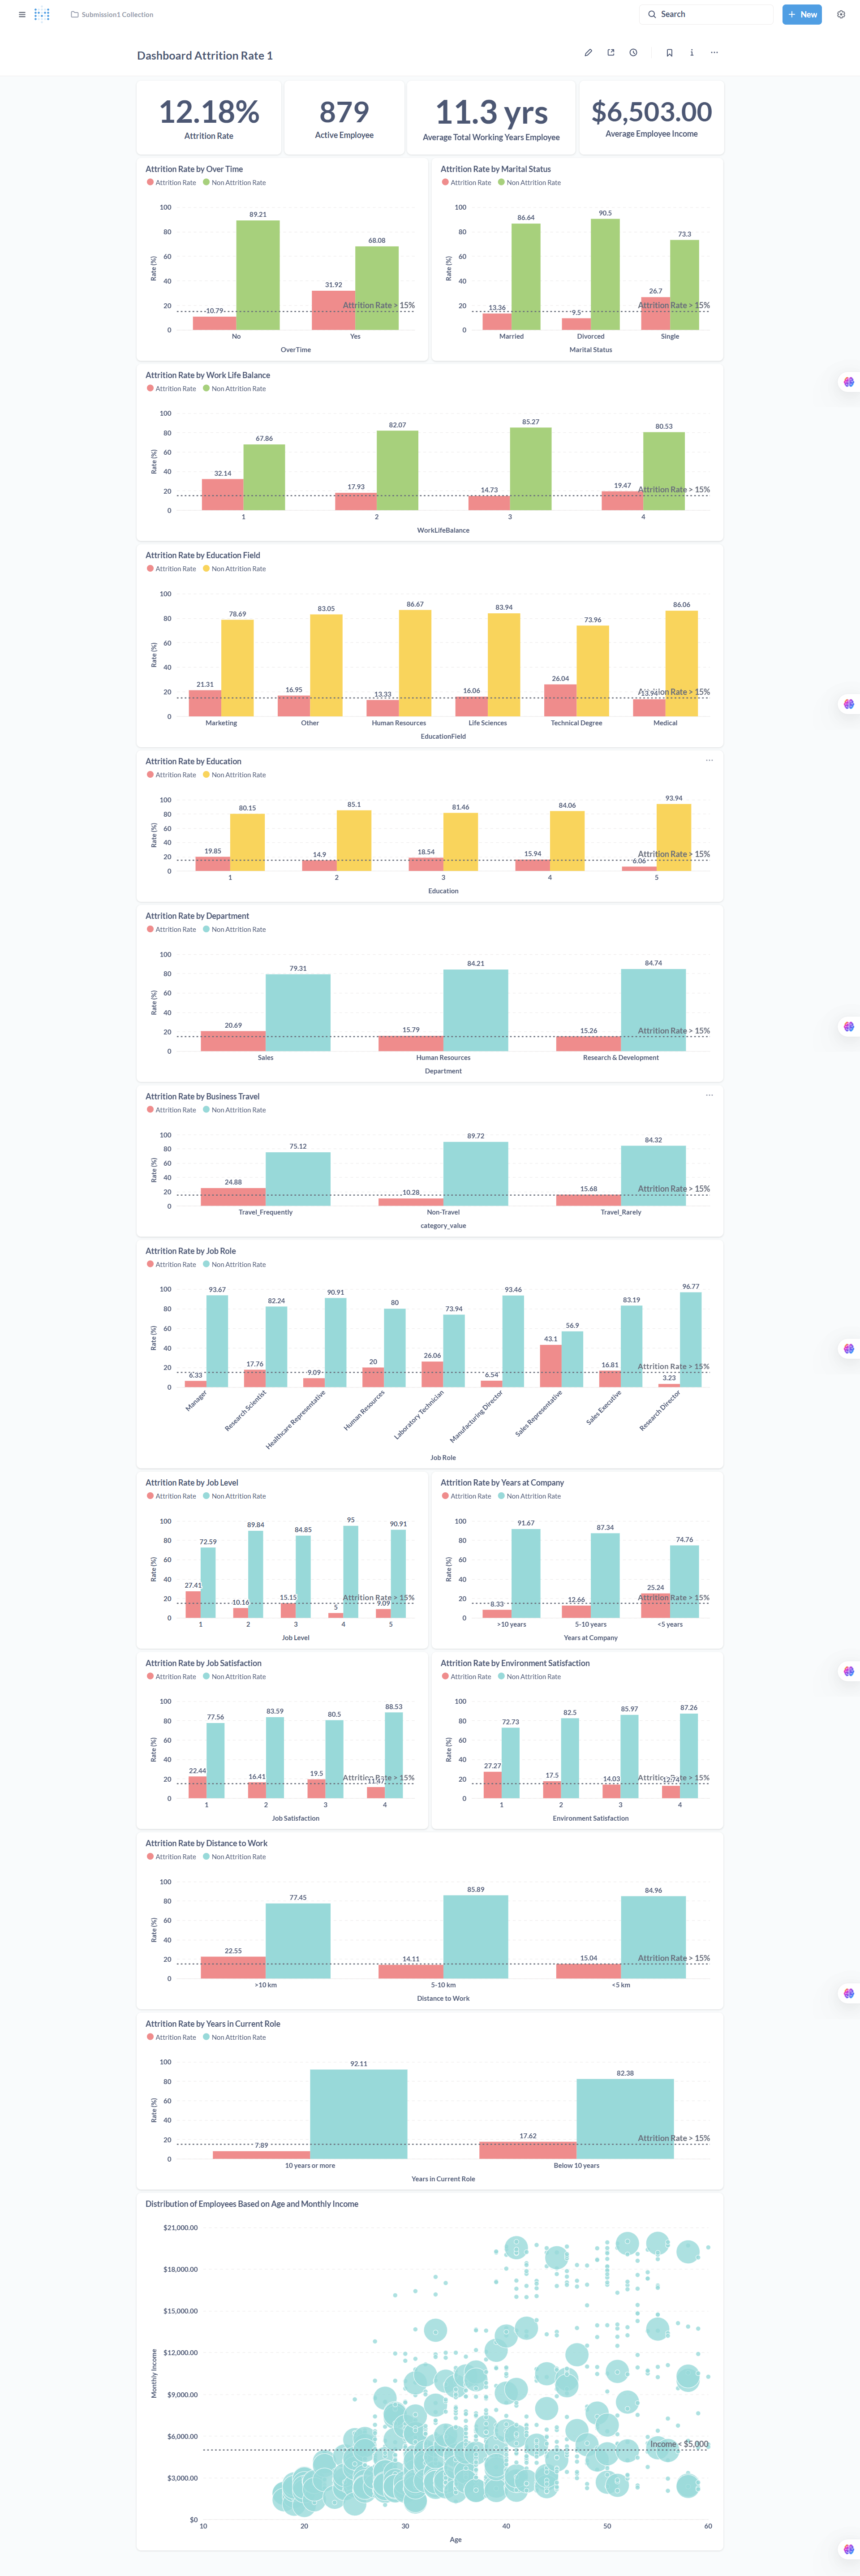 Submission1 Collection
Search
+ New
Dashboard Attrition Rate 1
12.18%
Attrition Rate
879
Active Employee
11.3 yrs
Average Total Working Years Employee
$6,503.00
Average Employee Income
Attrition Rate by Over Time
Attrition Rate Non Attrition Rate
100
80
60
40
20
0
Rate (%)
89.21
68.08
31.92
10.79
Attrition Rate > 15%
No Yes
OverTime
Attrition Rate by Marital Status
Attrition Rate Non Attrition Rate
100
80
60
40
20
0
Rate (%)
86.64
90.5
73.3
26.7
13.36
9.5
Attrition Rate > 15%
Married Divorced Single
Marital Status
Attrition Rate by Work Life Balance
Attrition Rate Non Attrition Rate
100
80
60
40
20
0
Rate (%)
32.14 67.86
17.93 82.07
14.73 85.27
19.47 80.53
Attrition Rate > 15%
1 2 3 4
WorkLifeBalance
Attrition Rate by Education Field
Attrition Rate Non Attrition Rate
100
80
60
40
20
0
Rate (%)
21.31 78.69
16.95 83.05
13.33 86.67
16.06 83.94
26.04 73.96
13.94 86.06
Attrition Rate > 15%
Marketing Other Human Resources Life Sciences Technical Degree Medical
EducationField
Attrition Rate by Education
Attrition Rate Non Attrition Rate
100
80
60
40
20
0
Rate (%)
19.85 80.15
14.9 85.1
18.54 81.46
15.94 84.06
6.06 93.94
Attrition Rate > 15%
1 2 3 4 5
Education
Attrition Rate by Department
Attrition Rate Non Attrition Rate
100
80
60
40
20
0
Rate (%)
20.69 79.31
15.79 84.21
15.26 84.74
Attrition Rate > 15%
Sales Human Resources Research & Development
Department
Attrition Rate by Business Travel
Attrition Rate Non Attrition Rate
100
80
60
40
20
0
Rate (%)
24.88 75.12
10.28 89.72
15.68 84.32
Attrition Rate > 15%
Travel_Frequently Non-Travel Travel_Rarely
category_value
Attrition Rate by Job Role
Attrition Rate Non Attrition Rate
100
80
60
40
20
0
Rate (%)
6.33 93.67
17.76 82.24
9.09 90.91
20 80
26.06 73.94
6.54 93.46
43.1 56.9
16.81 83.19
3.23 96.77
Attrition Rate > 15%
Manager
Research Scientist
Healthcare Representative
Human Resources
Laboratory Technician
Manufacturing Director
Sales Representative
Sales Executive
Research Director
Job Role
Attrition Rate by Job Level
Attrition Rate Non Attrition Rate
100
80
60
40
20
0
Rate (%)
27.41 72.59
10.16 89.84
15.15 84.85
5 95
9.09 90.91
Attrition Rate > 15%
1 2 3 4 5
Job Level
Attrition Rate by Years at Company
Attrition Rate Non Attrition Rate
100
80
60
40
20
0
Rate (%)
8.33 91.67
12.66 87.34
25.24 74.76
Attrition Rate > 15%
>10 years 5-10 years <5 years
Years at Company
Attrition Rate by Job Satisfaction
Attrition Rate Non Attrition Rate
100
80
60
40
20
0
Rate (%)
22.44 77.56
16.41 83.59
19.5 80.5
11.47 88.53
Attrition Rate > 15%
1 2 3 4
Job Satisfaction
Attrition Rate by Environment Satisfaction
Attrition Rate Non Attrition Rate
100
80
60
40
20
0
Rate (%)
27.27 72.73
17.5 82.5
14.03 85.97
12.74 87.26
Attrition Rate > 15%
1 2 3 4
Environment Satisfaction
Attrition Rate by Distance to Work
Attrition Rate Non Attrition Rate
100
80
60
40
20
0
Rate (%)
22.55 77.45
14.11 85.89
15.04 84.96
Attrition Rate > 15%
>10 km 5-10 km <5 km
Distance to Work
Attrition Rate by Years in Current Role
Attrition Rate Non Attrition Rate
100
80
60
40
20
0
Rate (%)
7.89 92.11
17.62 82.38
Attrition Rate > 15%
10 years or more Below 10 years
Years in Current Role
Distribution of Employees Based on Age and Monthly Income
$21,000.00
$18,000.00
$15,000.00
$12,000.00
$9,000.00
$6,000.00
$3,000.00
$0
Monthly Income
Income < $5,000
10 20 30 40 50 60
Age